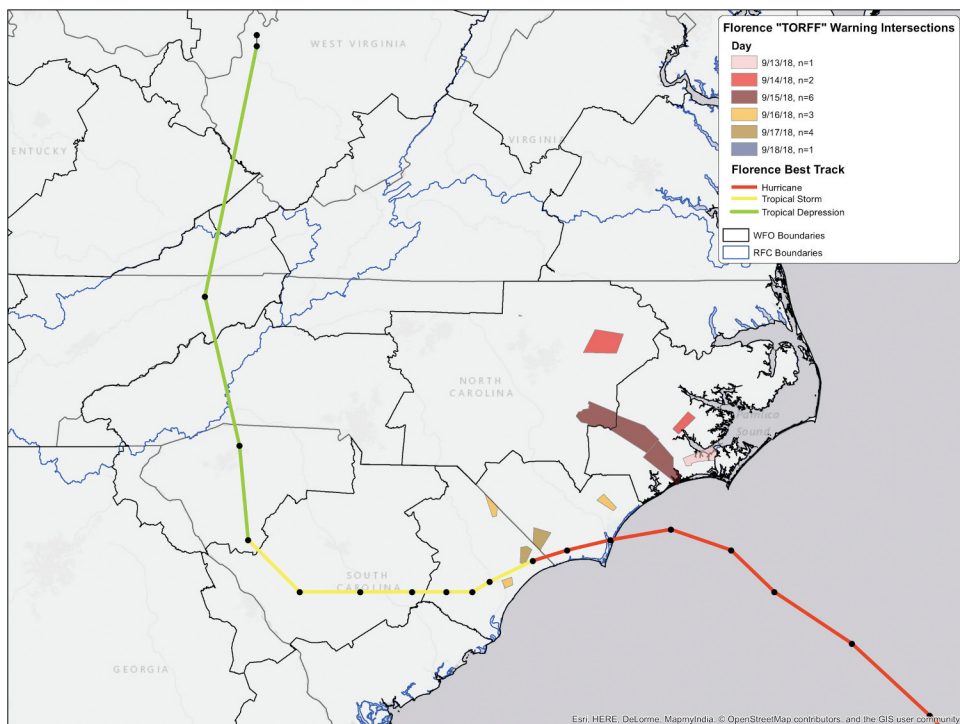 WEST VIRGINIA
VIRGINIA
ENTUCKY
NORTH
CAROLINA
Pamlico
Sound
SOUTH
CAROLINA
GEORGIA
Florence "TORFF" Warning Intersections
Day
9/13/18, n=1
9/14/18, n=2
9/15/18, n=6
9/16/18, n=3
9/17/18, n=4
9/18/18, n=1
Florence Best Track
Hurricane
Tropical Storm
Tropical Depression
WFO Boundaries
RFC Boundaries
Esri, HERE, DeLorme, MapmyIndia, © OpenStreetMap contributors, and the GIS user community